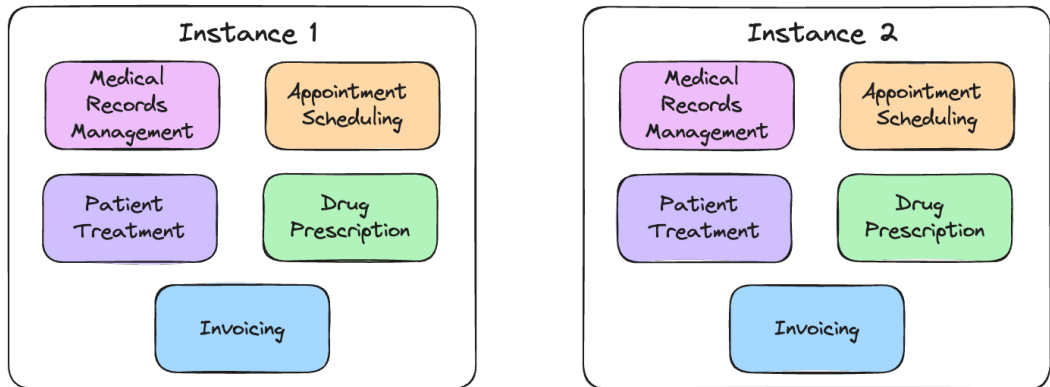 Instance 1
Medical
Records
Management
Appointment
Scheduling
Patient
Treatment
Drug
Prescription
Invoicing
Instance 2
Medical
Records
Management
Appointment
Scheduling
Patient
Treatment
Drug
Prescription
Invoicing